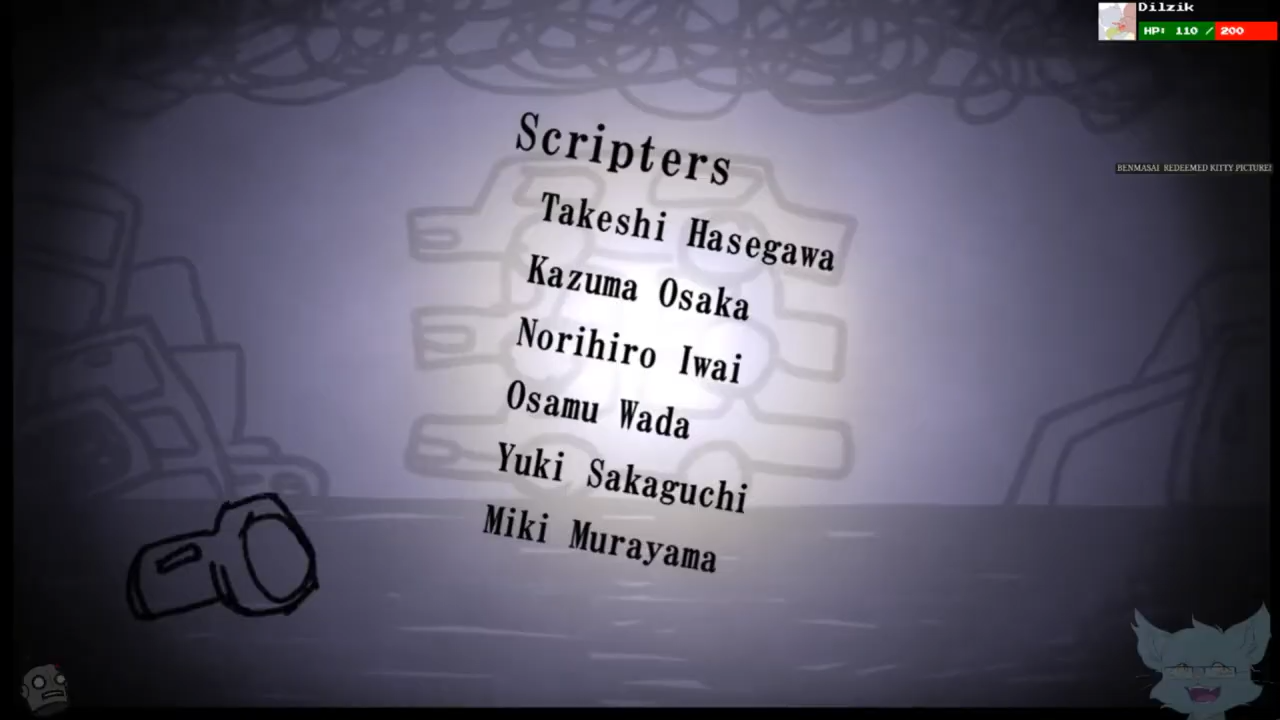 Dilzik
HP: 110 / 200
BENMASAI REDEEMED KITTY PICTURE!
Scripters
Takeshi Hasegawa
Kazuma Osaka
Norihiro Iwai
Osamu Wada
Yuki Sakaguchi
Miki Murayama